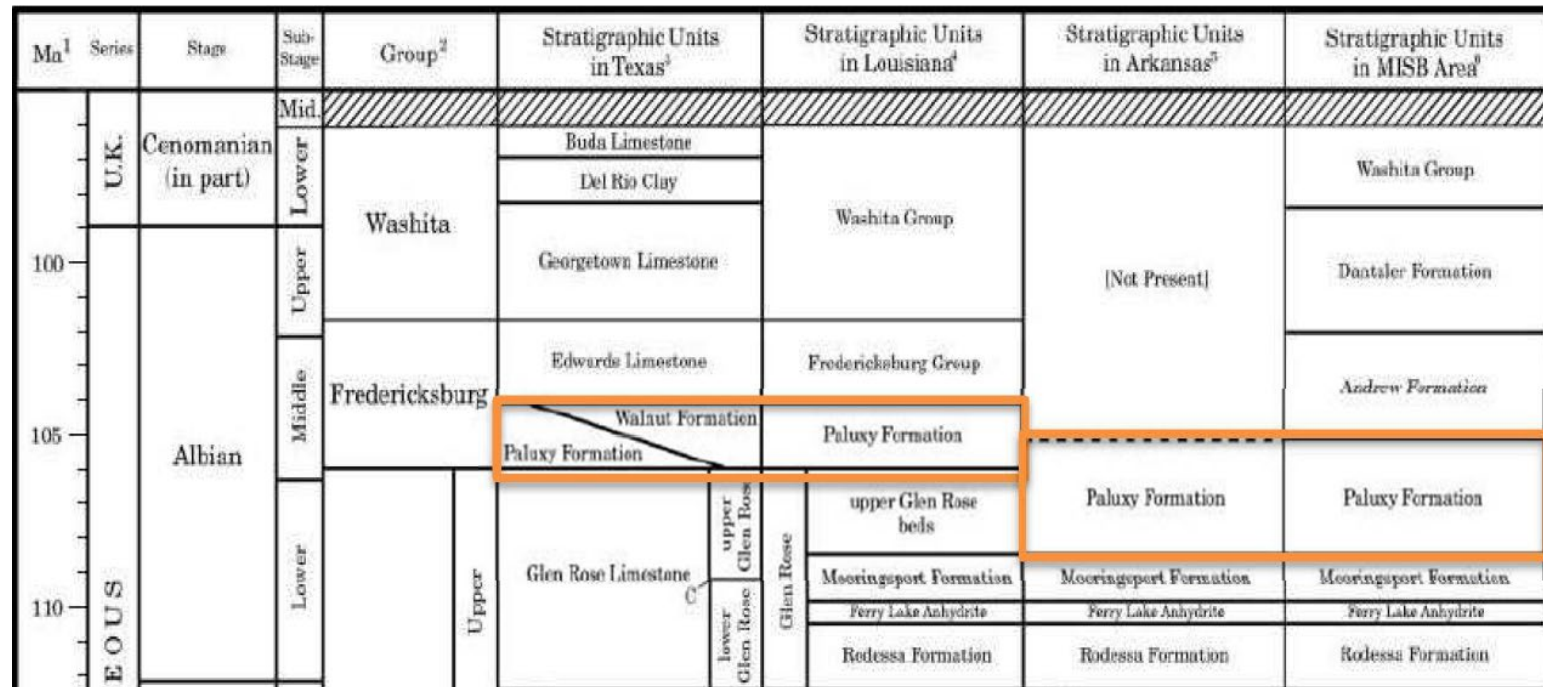 Ma¹
Series
Stage
Sub-
Stage
Group²
Stratigraphic Units
in Texas³
Stratigraphic Units
in Louisiana⁴
Stratigraphic Units
in Arkansas⁵
Stratigraphic Units
in MISB Area⁶
100
105
110
U.K.
EOUS
Cenomanian
(in part)
Albian
Mid.
Lower
Upper
Middle
Lower
Washita
Fredericksburg
Upper
Buda Limestone
Del Rio Clay
Georgetown Limestone
Edwards Limestone
Walnut Formation
Paluxy Formation
Glen Rose Limestone
C
upper
Glen Rose
lower
Glen Rose
Washita Group
Fredericksburg Group
Paluxy Formation
Glen Rose
upper Glen Rose
beds
Mooringsport Formation
Ferry Lake Anhydrite
Rodessa Formation
[Not Present]
Paluxy Formation
Mooringsport Formation
Ferry Lake Anhydrite
Rodessa Formation
Washita Group
Dantzler Formation
Andrew Formation
Paluxy Formation
Mooringsport Formation
Ferry Lake Anhydrite
Rodessa Formation